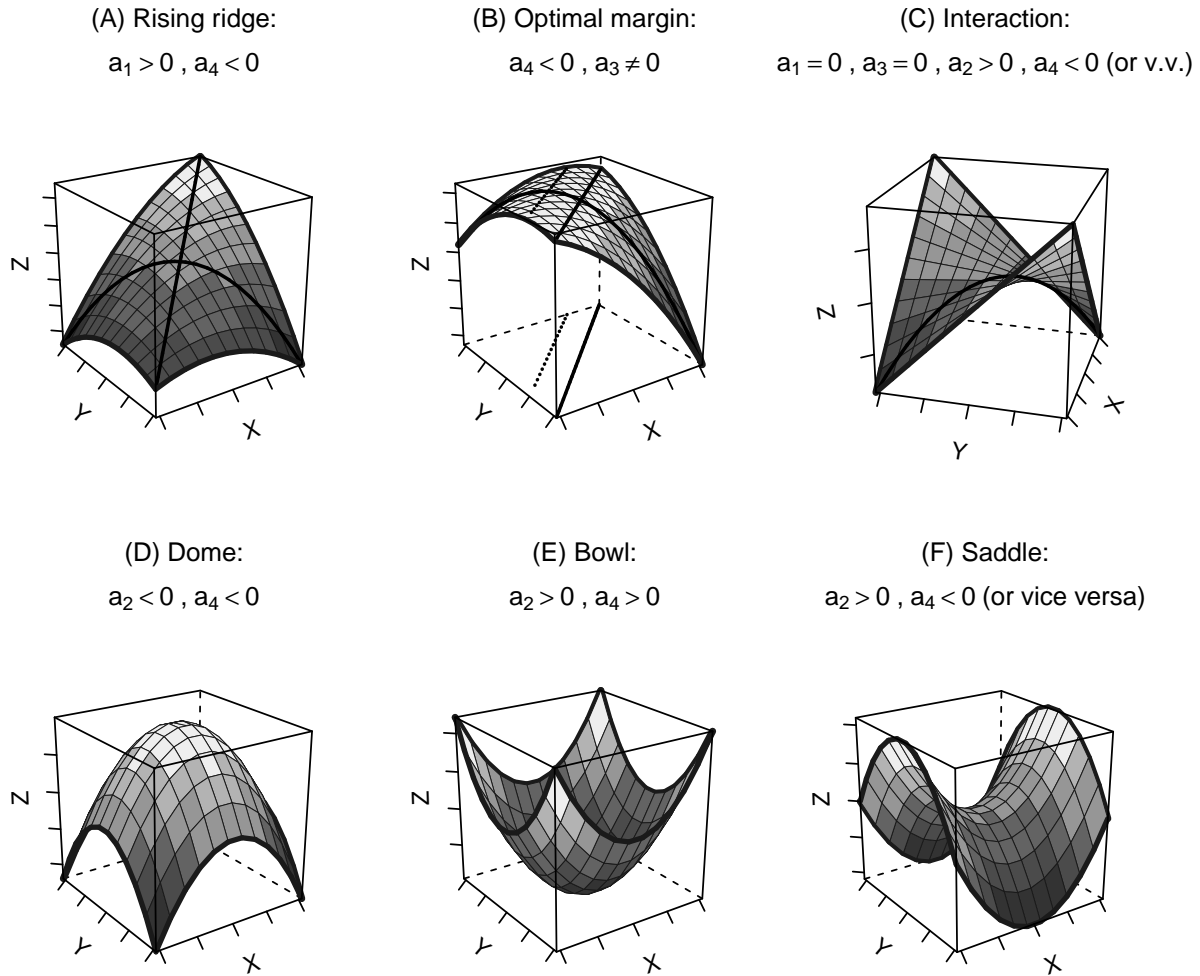 (A) Rising ridge:
a₁ > 0 , a₄ < 0
Z
Y
X
(B) Optimal margin:
a₄ < 0 , a₃ ≠ 0
Z
Y
X
(C) Interaction:
a₁ = 0 , a₃ = 0 , a₂ > 0 , a₄ < 0 (or v.v.)
Z
Y
X
(D) Dome:
a₂ < 0 , a₄ < 0
Z
Y
X
(E) Bowl:
a₂ > 0 , a₄ > 0
Z
Y
X
(F) Saddle:
a₂ > 0 , a₄ < 0 (or vice versa)
Z
Y
X